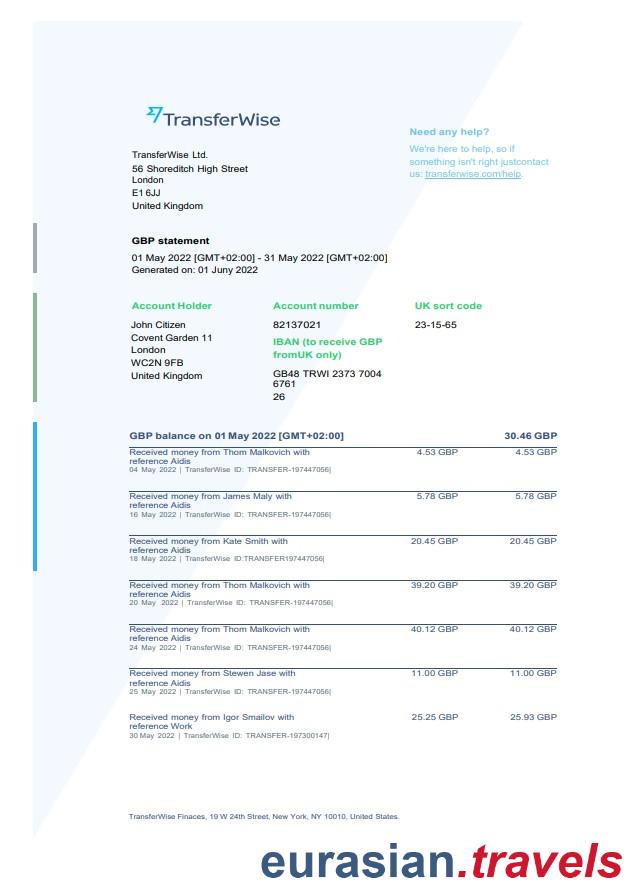 TransferWise
Need any help?
We're here to help, so if
something isn't right justcontact
us: transferwise.com/help.
TransferWise Ltd.
56 Shoreditch High Street
London
E1 6JJ
United Kingdom
GBP statement
01 May 2022 [GMT+02:00] - 31 May 2022 [GMT+02:00]
Generated on: 01 Juny 2022
Account Holder
John Citizen
Covent Garden 11
London
WC2N 9FB
United Kingdom
Account number
82137021
IBAN (to receive GBP
fromUK only)
GB48 TRWI 2373 7004
6761
26
UK sort code
23-15-65
GBP balance on 01 May 2022 [GMT+02:00] 30.46 GBP
Received money from Thom Malkovich with 4.53 GBP 4.53 GBP
reference Aidis
04 May 2022 | TransferWise ID: TRANSFER-197447056|
Received money from James Maly with 5.78 GBP 5.78 GBP
reference Aidis
16 May 2022 | TransferWise ID: TRANSFER-197447056|
Received money from Kate Smith with 20.45 GBP 20.45 GBP
reference Aidis
18 May 2022 | TransferWise ID:TRANSFER197447056|
Received money from Thom Malkovich with 39.20 GBP 39.20 GBP
reference Aidis
20 May 2022 | TransferWise ID: TRANSFER-197447056|
Received money from Thom Malkovich with 40.12 GBP 40.12 GBP
reference Aidis
24 May 2022 | TransferWise ID: TRANSFER-197447056|
Received money from Stewen Jase with 11.00 GBP 11.00 GBP
reference Aidis
25 May 2022 | TransferWise ID: TRANSFER-197447056|
Received money from Igor Smailov with 25.25 GBP 25.93 GBP
reference Work
30 May 2022 | TransferWise ID: TRANSFER-197300147|
TransferWise Finaces, 19 W 24th Street, New York, NY 10010, United States.
eurasian.travels